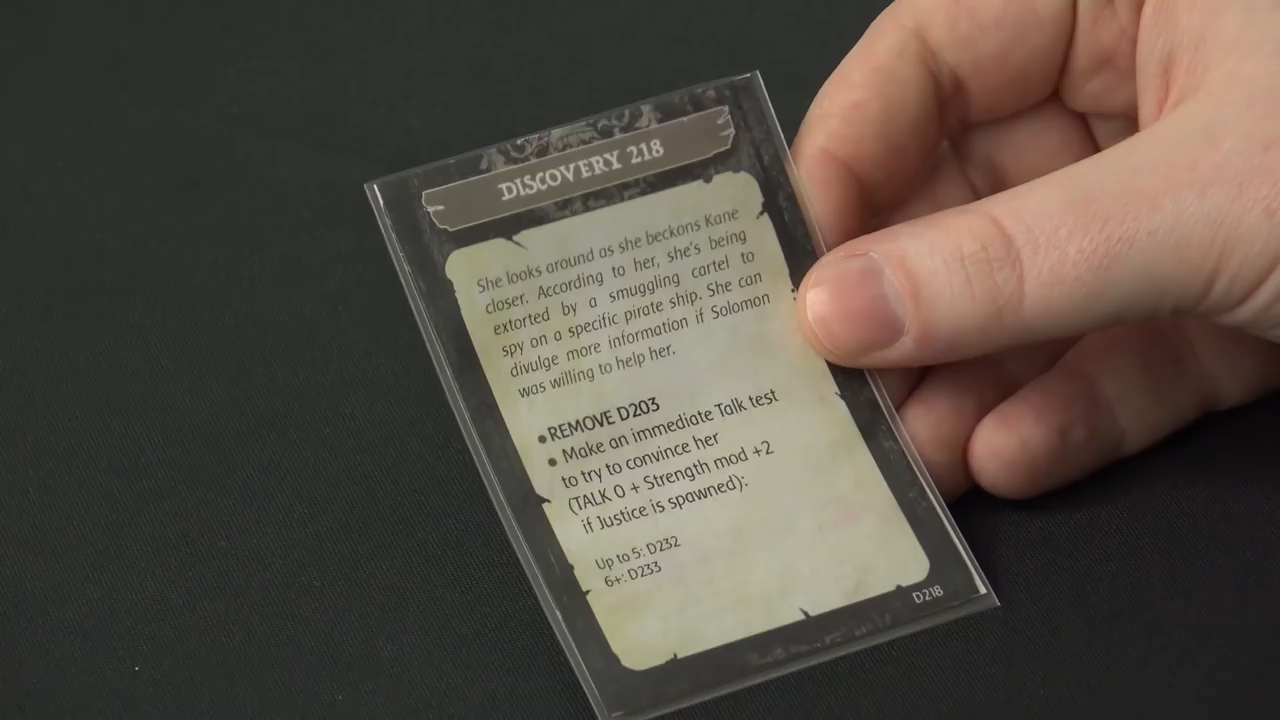 DISCOVERY 218
She looks around as she beckons Kane
closer. According to her, she's being
extorted by a smuggling cartel to
spy on a specific pirate ship. She can
divulge more information if Solomon
was willing to help her.
• REMOVE D203
• Make an immediate Talk test
to try to convince her
(TALK 0 + Strength mod +2
if Justice is spawned):
Up to 5: D232
6+: D233
D218